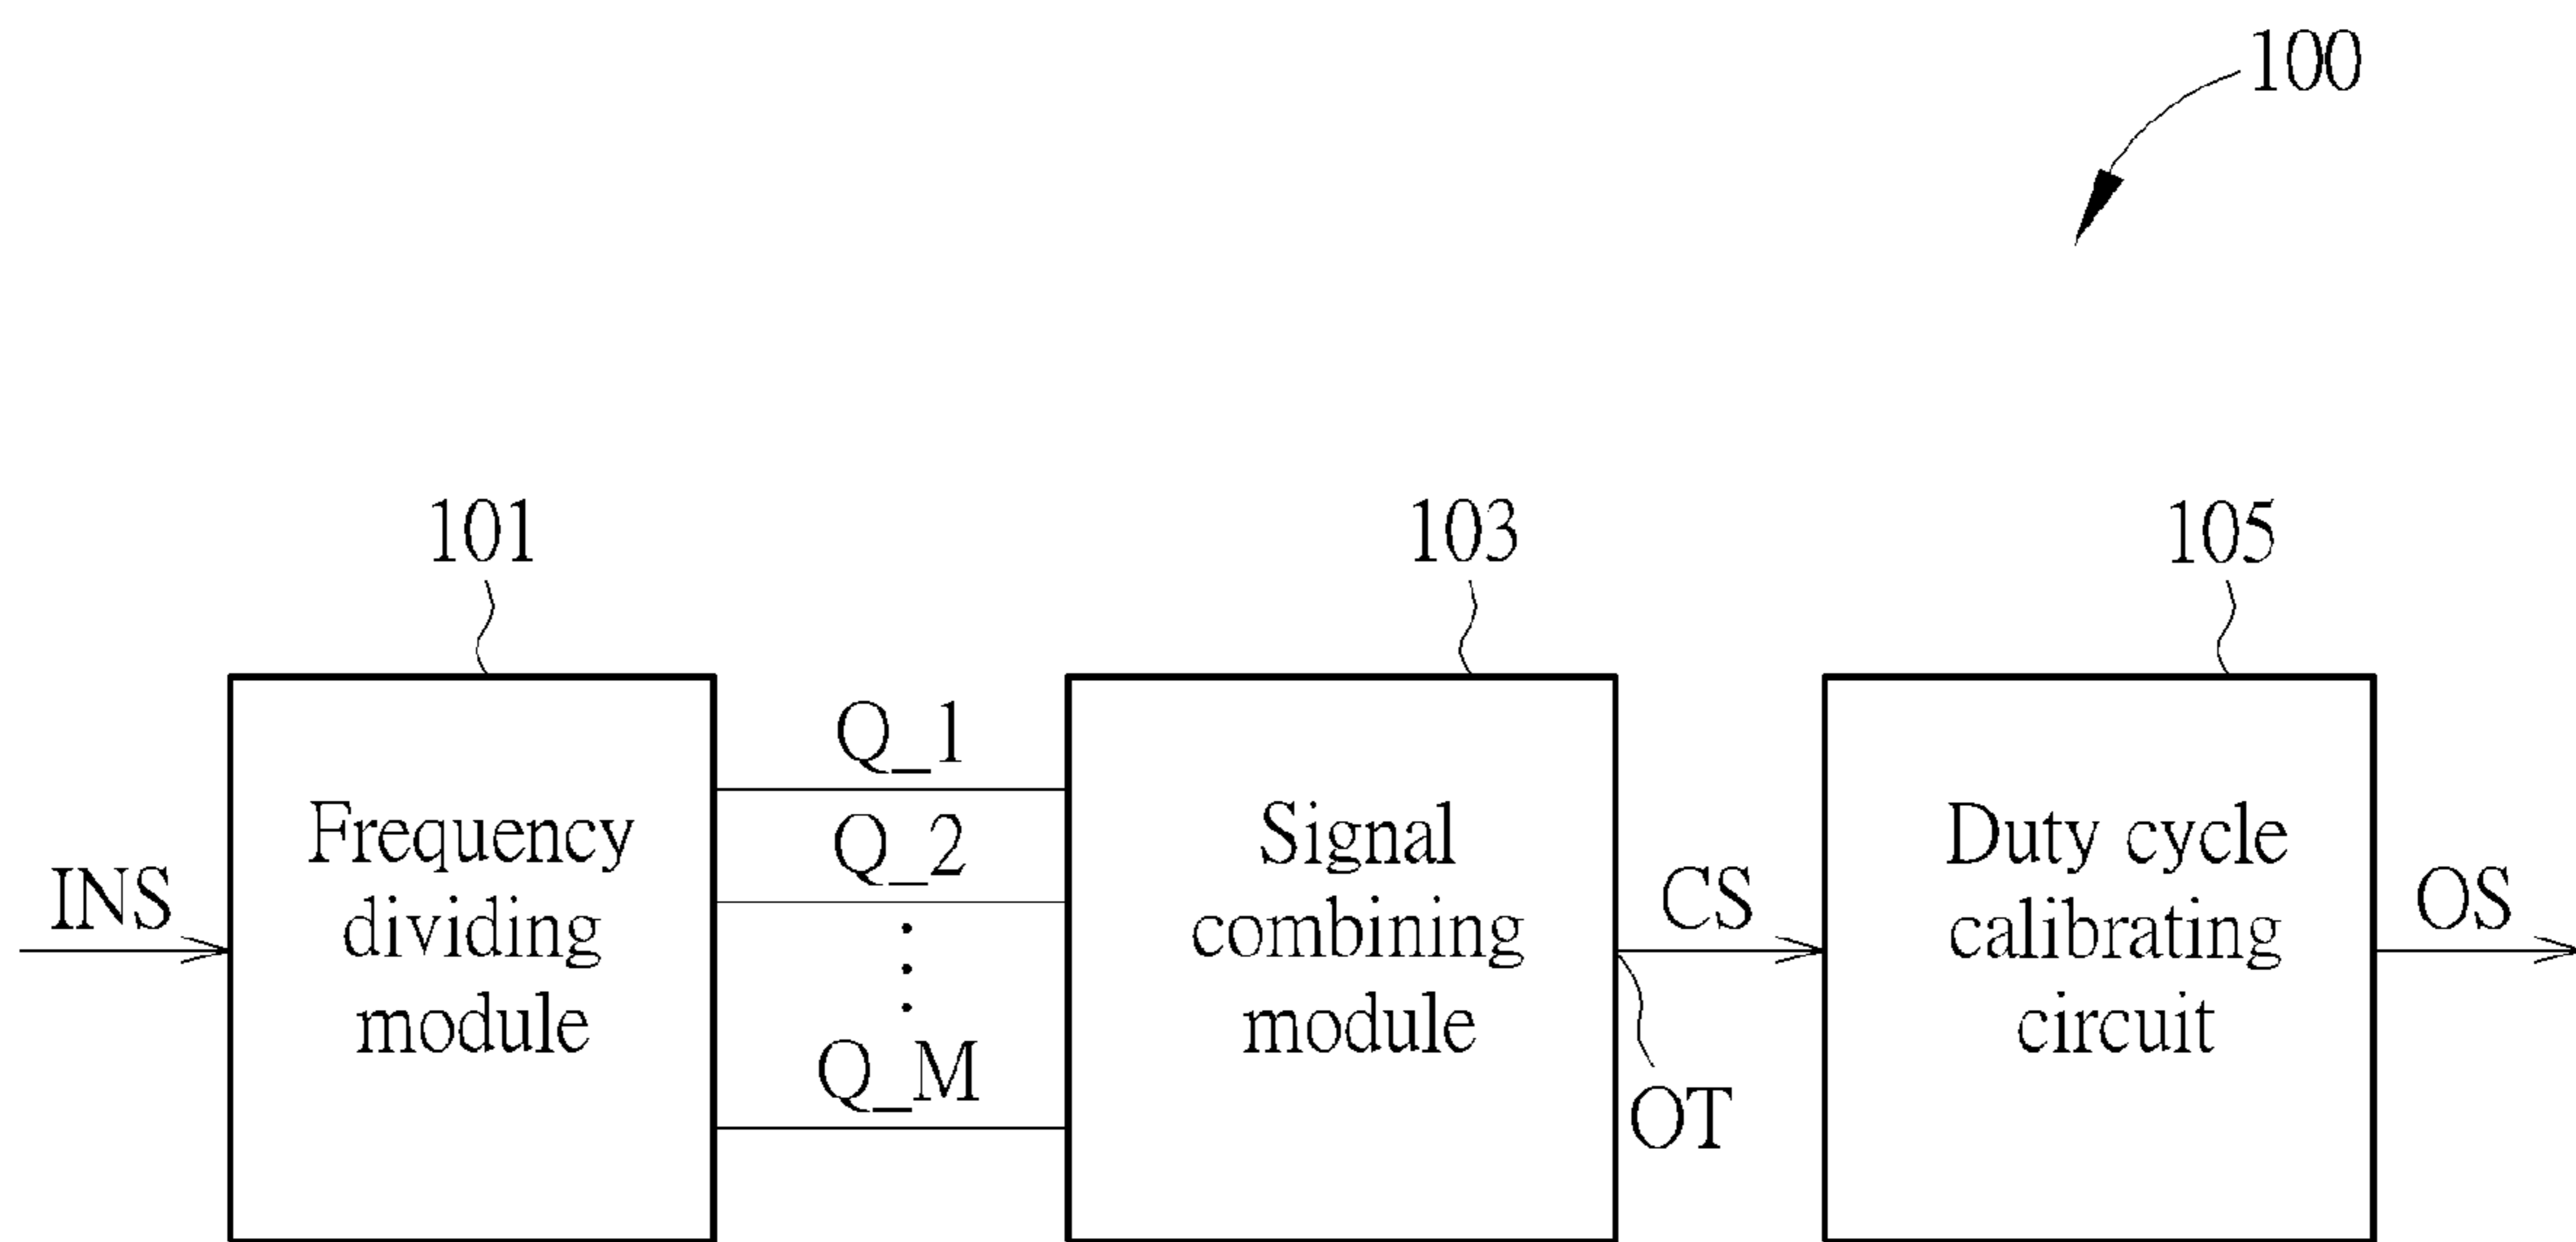 100
101
103
105
INS
Frequency
dividing
module
Q_1
Q_2
Q_M
Signal
combining
module
CS
OT
Duty cycle
calibrating
circuit
OS